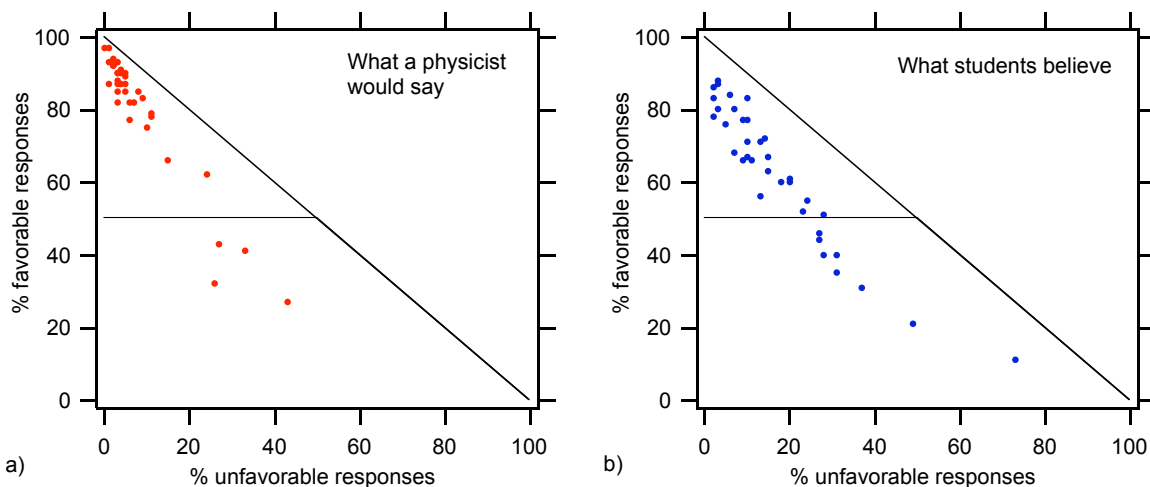 100
80
60
40
20
0
% favorable responses
What a physicist
would say
0
20
40
60
80
100
% unfavorable responses
a)
100
80
60
40
20
0
% favorable responses
What students believe
0
20
40
60
80
100
% unfavorable responses
b)